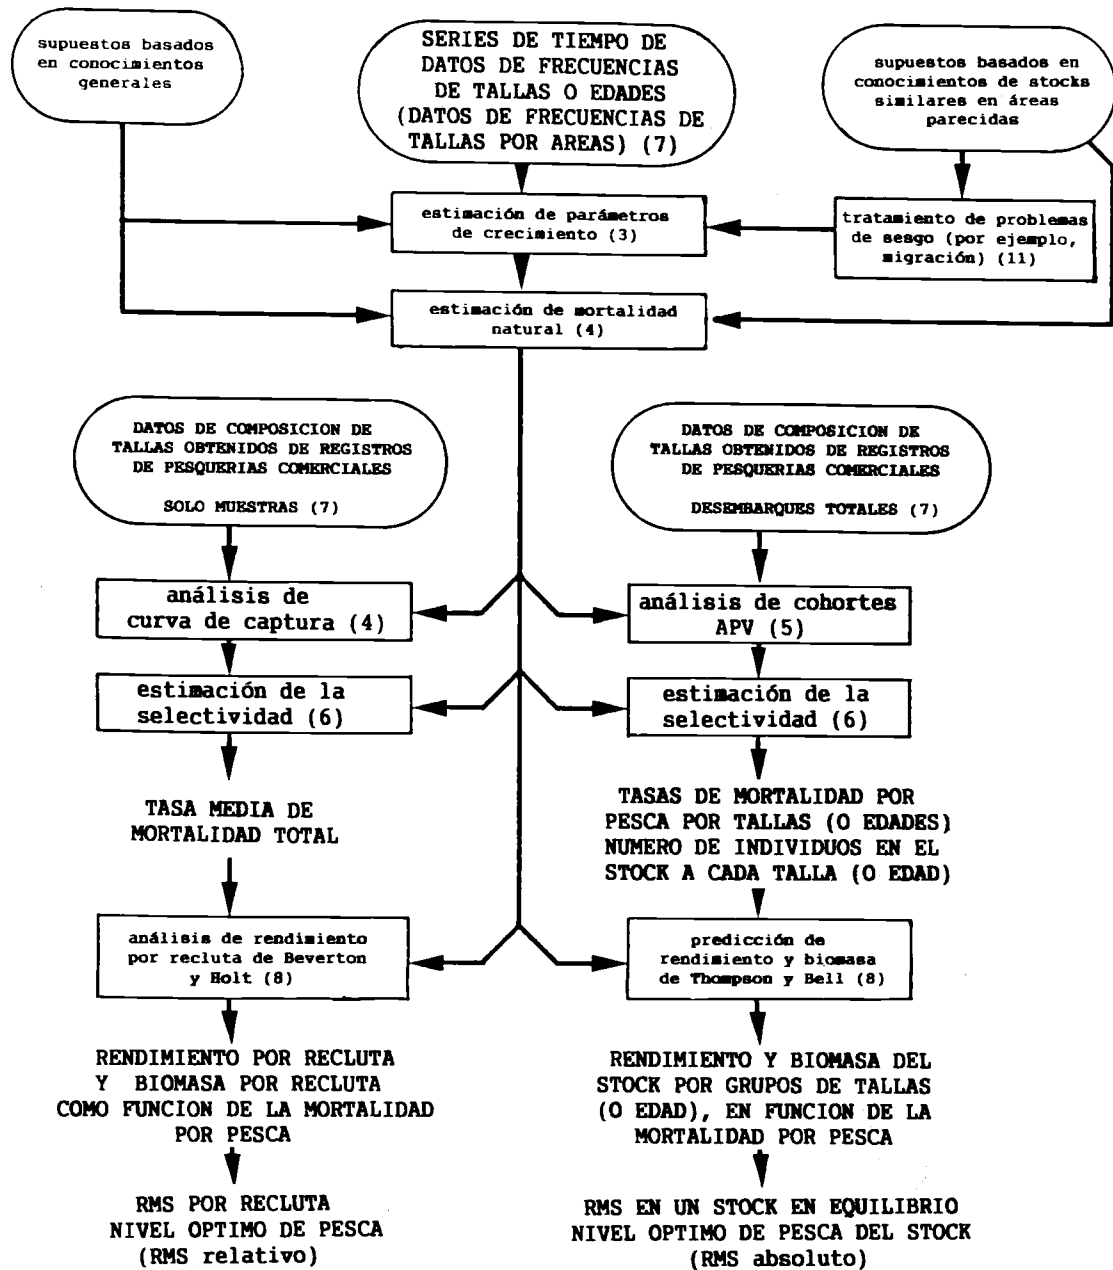 supuestos basados
en conocimientos
generales
SERIES DE TIEMPO DE
DATOS DE FRECUENCIAS
DE TALLAS O EDADES
(DATOS DE FRECUENCIAS DE
TALLAS POR AREAS) (7)
supuestos basados en
conocimientos de stocks
similares en áreas
parecidas
estimación de parámetros
de crecimiento (3)
tratamiento de problemas
de sesgo (por ejemplo,
migración) (11)
estimación de mortalidad
natural (4)
DATOS DE COMPOSICION DE
TALLAS OBTENIDOS DE REGISTROS
DE PESQUERIAS COMERCIALES
SOLO MUESTRAS (7)
DATOS DE COMPOSICION DE
TALLAS OBTENIDOS DE REGISTROS
DE PESQUERIAS COMERCIALES
DESEMBARQUES TOTALES (7)
análisis de
curva de captura (4)
análisis de cohortes
APV (5)
estimación de la
selectividad (6)
estimación de la
selectividad (6)
TASA MEDIA DE
MORTALIDAD TOTAL
TASAS DE MORTALIDAD POR
PESCA POR TALLAS (O EDADES)
NUMERO DE INDIVIDUOS EN EL
STOCK A CADA TALLA (O EDAD)
análisis de rendimiento
por recluta de Beverton
y Holt (8)
predicción de
rendimiento y biomasa
de Thompson y Bell (8)
RENDIMIENTO POR RECLUTA
Y BIOMASA POR RECLUTA
COMO FUNCION DE LA MORTALIDAD
POR PESCA
RENDIMIENTO Y BIOMASA DEL
STOCK POR GRUPOS DE TALLAS
(O EDAD), EN FUNCION DE LA
MORTALIDAD POR PESCA
RMS POR RECLUTA
NIVEL OPTIMO DE PESCA
(RMS relativo)
RMS EN UN STOCK EN EQUILIBRIO
NIVEL OPTIMO DE PESCA DEL STOCK
(RMS absoluto)